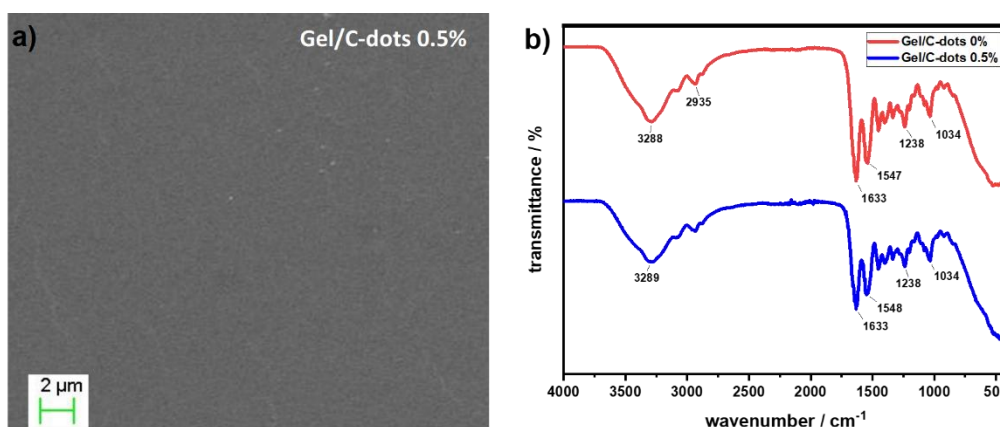 a)
Gel/C-dots 0.5%
2 µm
b)
Gel/C-dots 0%
Gel/C-dots 0.5%
transmittance / %
2935
3288
1547
1633
1238
1034
3289
1548
1633
1238
1034
4000 3500 3000 2500 2000 1500 1000
wavenumber / cm⁻¹